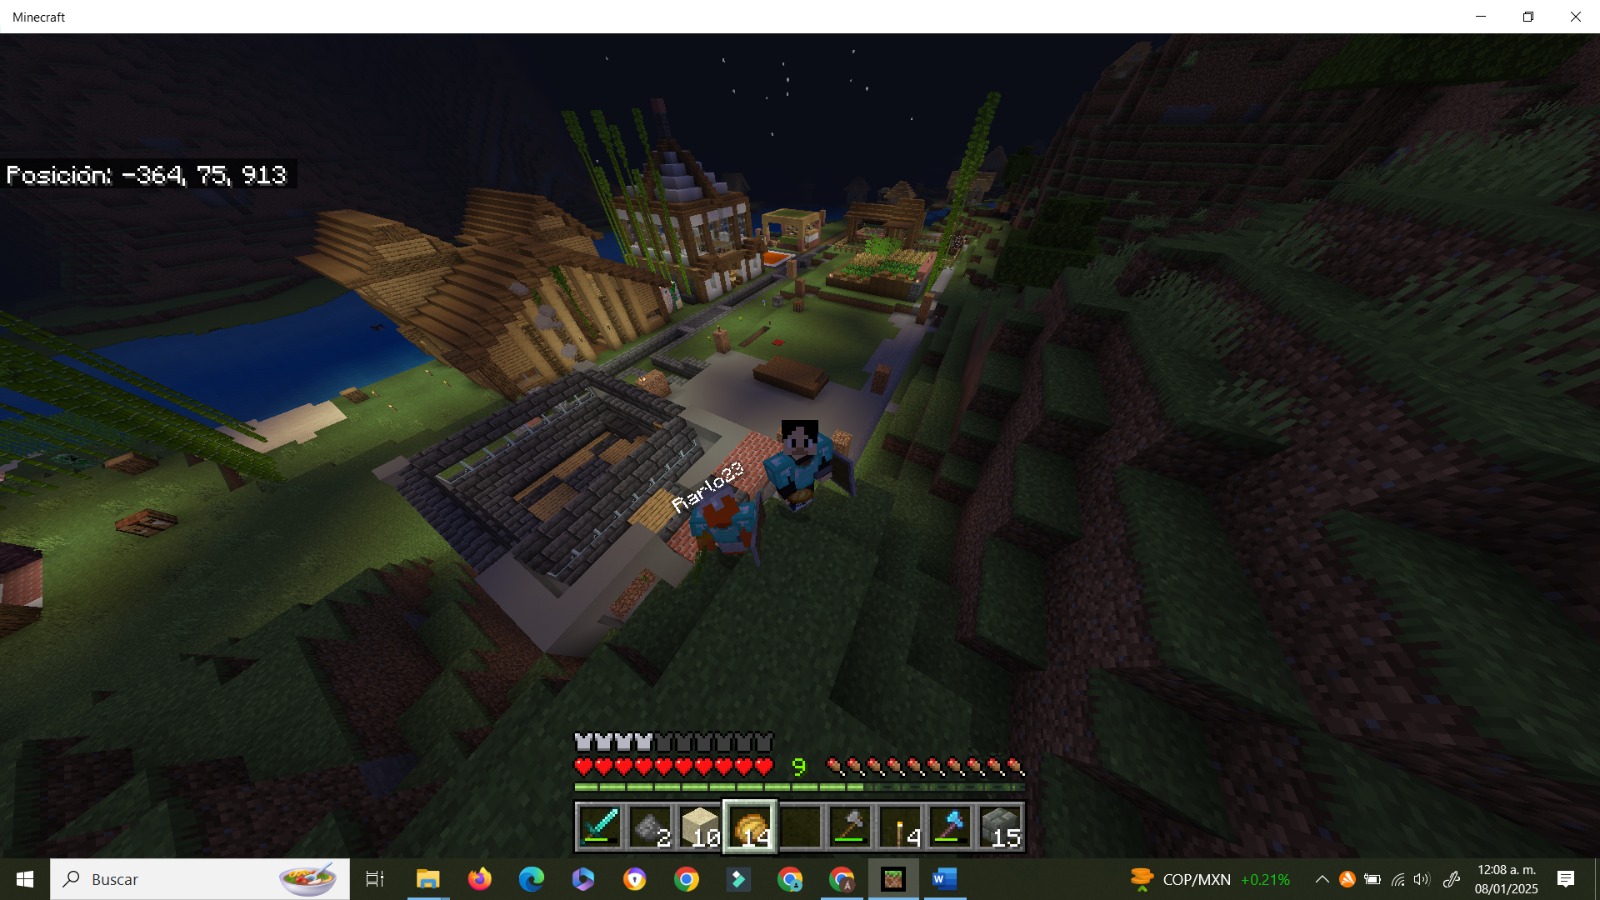 Minecraft
Posición: -364, 75, 913
Rarlo23
9
2
10
14
4
15
Buscar
COP/MXN +0.21%
12:08 a. m.
08/01/2025